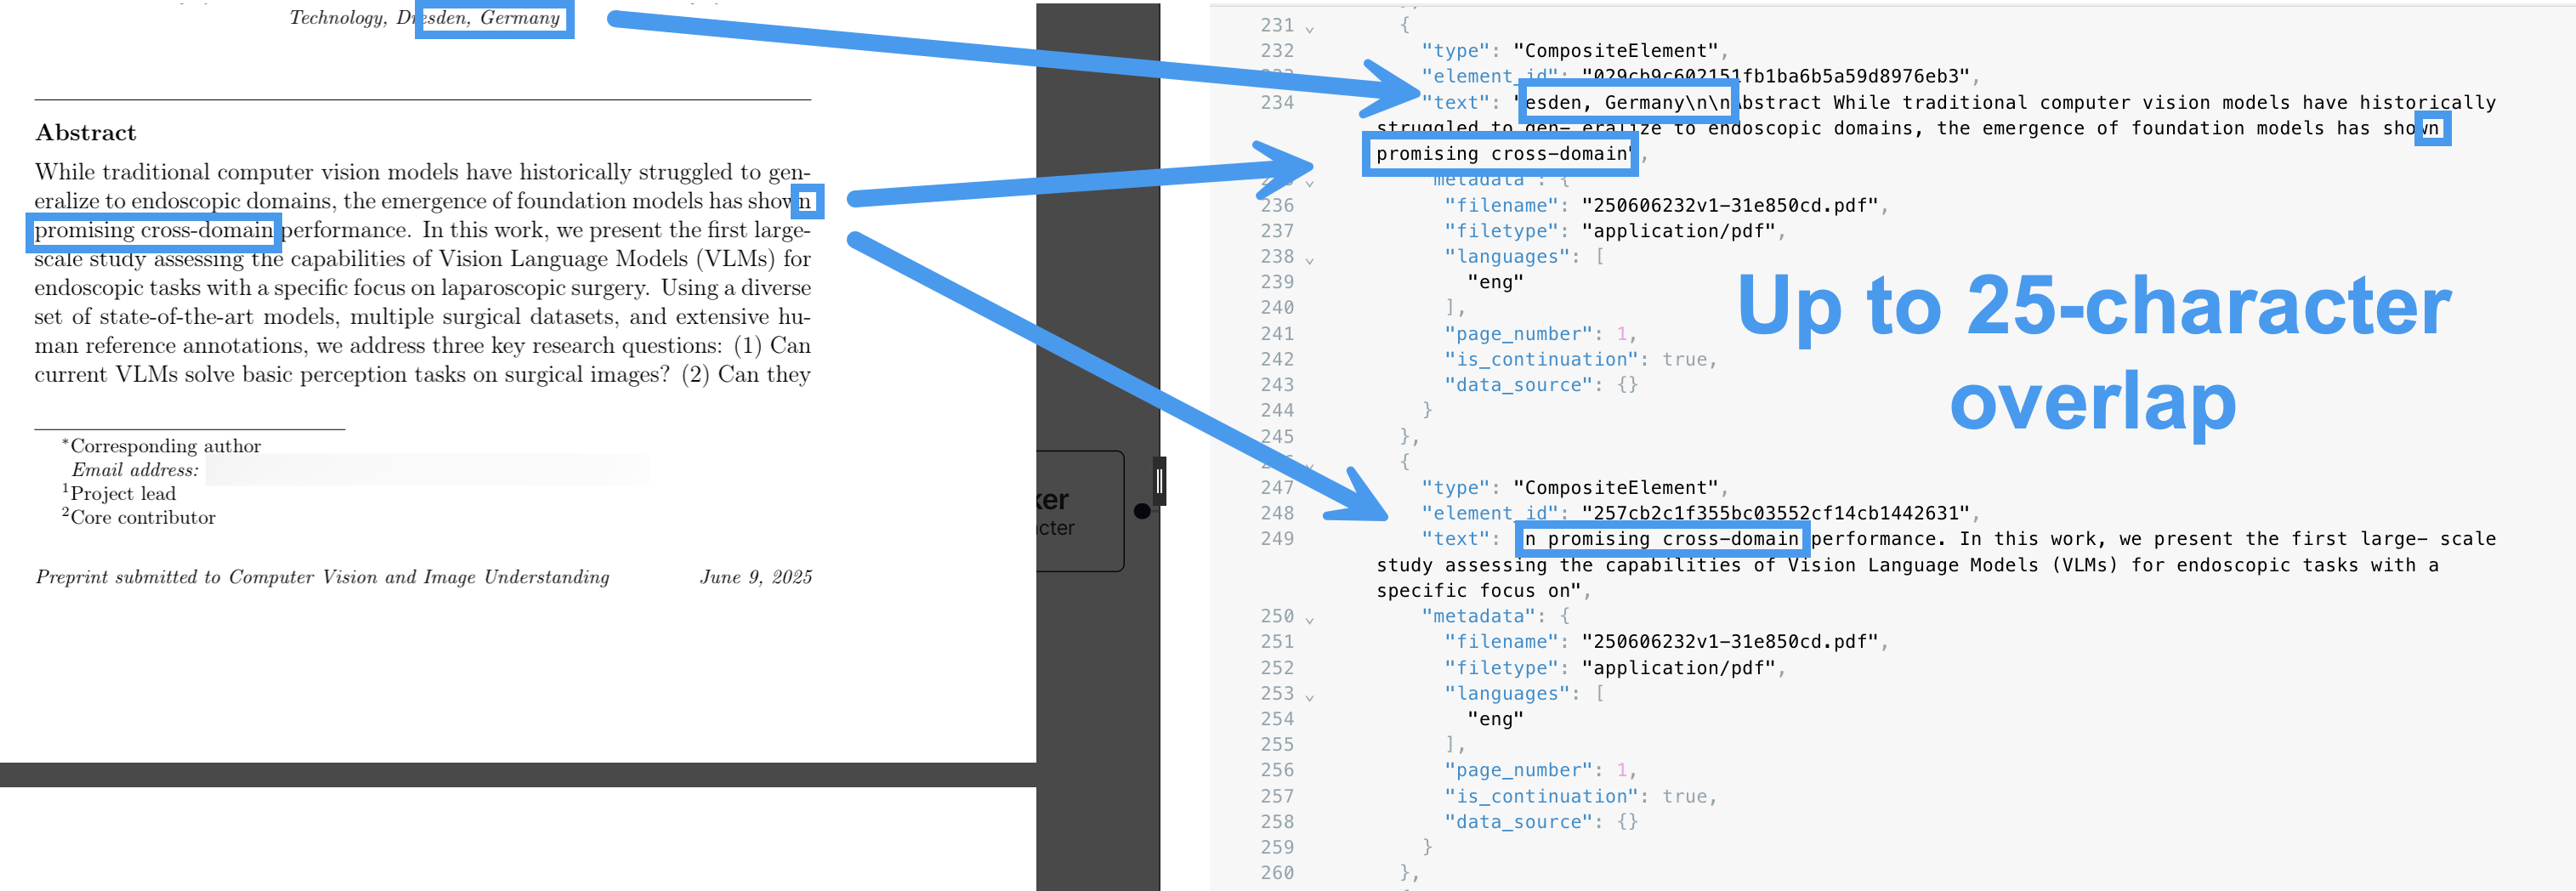 Technology, Dresden, Germany
Abstract
While traditional computer vision models have historically struggled to gen-
eralize to endoscopic domains, the emergence of foundation models has shown
promising cross-domain performance. In this work, we present the first large-
scale study assessing the capabilities of Vision Language Models (VLMs) for
endoscopic tasks with a specific focus on laparoscopic surgery. Using a diverse
set of state-of-the-art models, multiple surgical datasets, and extensive hu-
man reference annotations, we address three key research questions: (1) Can
current VLMs solve basic perception tasks on surgical images? (2) Can they
*Corresponding author
Email address:
1Project lead
2Core contributor
Preprint submitted to Computer Vision and Image Understanding June 9, 2025
ker
cter
231 {
232 "type": "CompositeElement",
233 "element_id": "029cb9c602151fb1ba6b5a59d8976eb3",
234 "text": "esden, Germany\n\nAbstract While traditional computer vision models have historically
struggled to gen- eralize to endoscopic domains, the emergence of foundation models has shown
promising cross-domain",
"metadata": {
236 "filename": "250606232v1-31e850cd.pdf",
237 "filetype": "application/pdf",
238 "languages": [
239 "eng"
240 ],
241 "page_number": 1,
242 "is_continuation": true,
243 "data_source": {}
244 }
245 },
246 {
247 "type": "CompositeElement",
248 "element_id": "257cb2c1f355bc03552cf14cb1442631",
249 "text": "n promising cross-domain performance. In this work, we present the first large- scale
study assessing the capabilities of Vision Language Models (VLMs) for endoscopic tasks with a
specific focus on",
250 "metadata": {
251 "filename": "250606232v1-31e850cd.pdf",
252 "filetype": "application/pdf",
253 "languages": [
254 "eng"
255 ],
256 "page_number": 1,
257 "is_continuation": true,
258 "data_source": {}
259 }
260 },
Up to 25-character
overlap